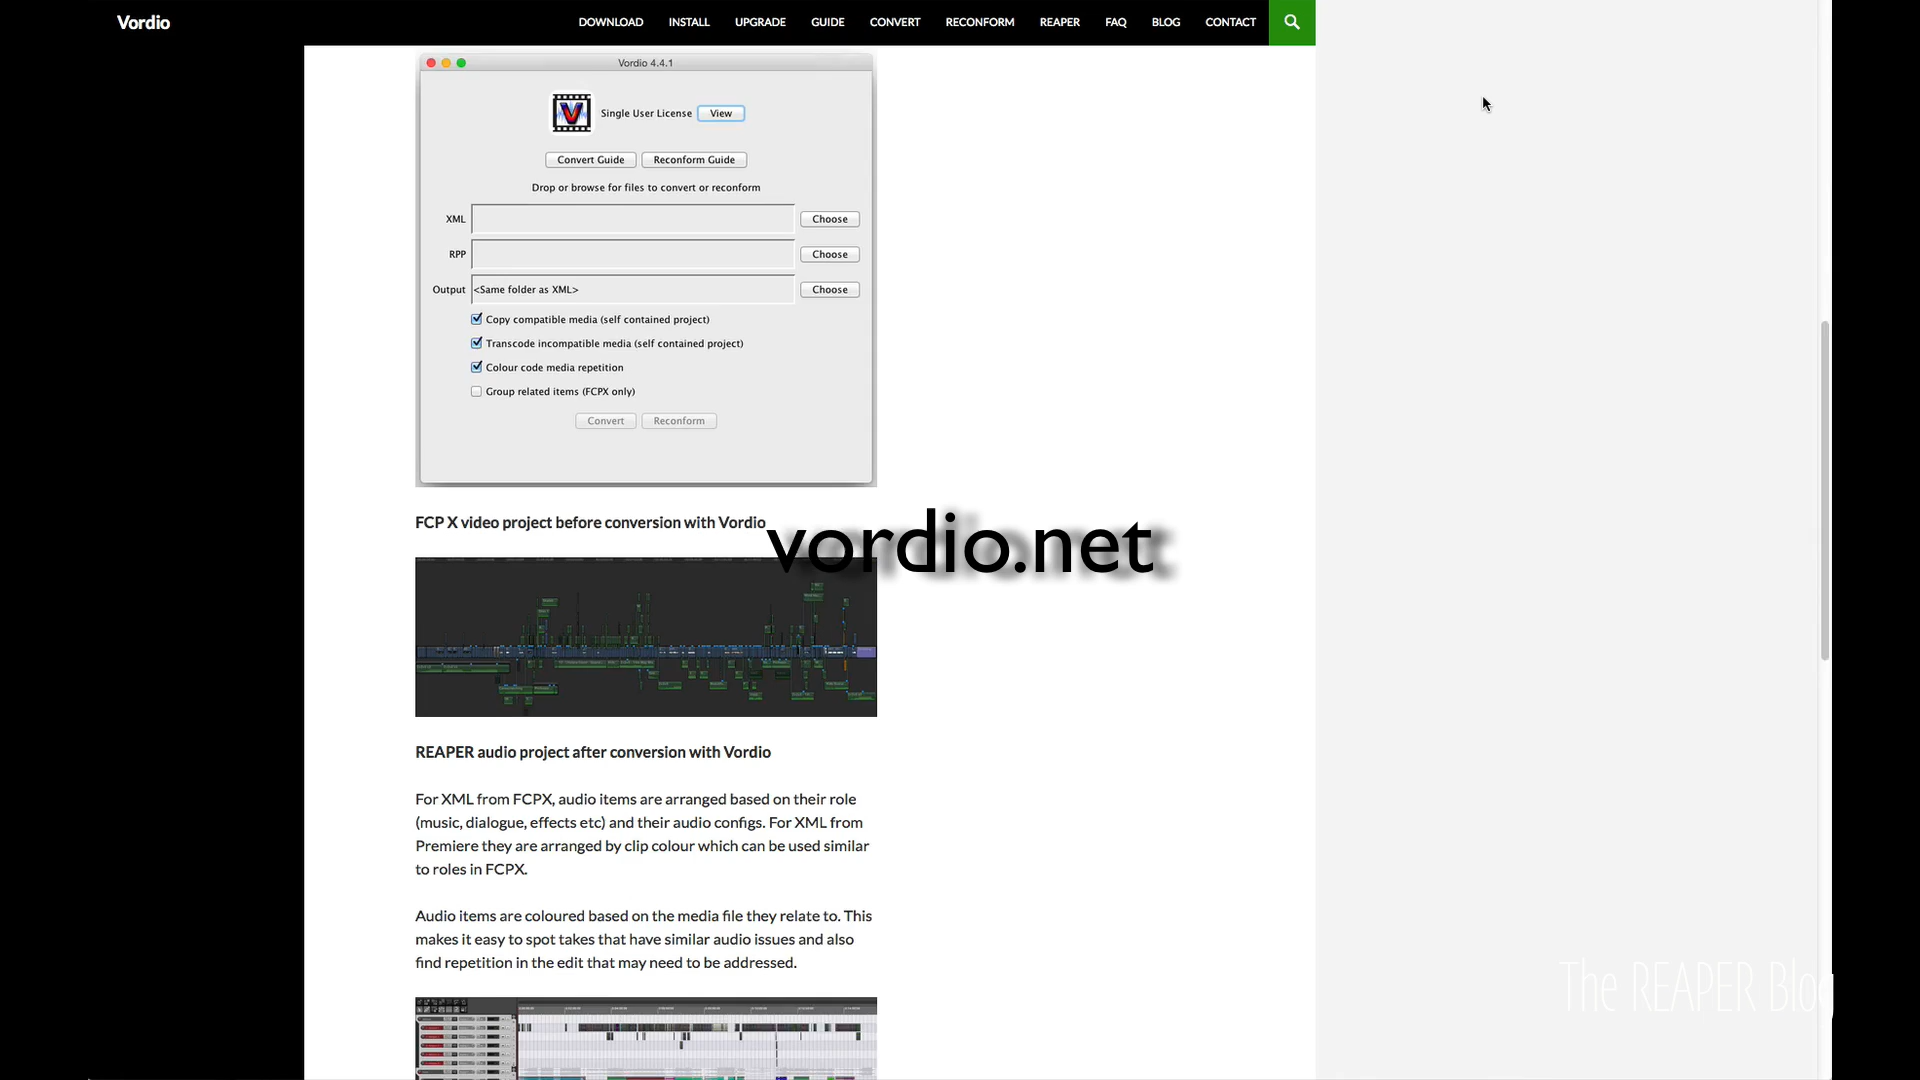 Vordio
DOWNLOAD INSTALL UPGRADE GUIDE CONVERT RECONFORM REAPER FAQ BLOG CONTACT
Vordio 4.4.1
Single User License View
Convert Guide Reconform Guide
Drop or browse for files to convert or reconform
XML Choose
RPP Choose
Output <Same folder as XML> Choose
Copy compatible media (self contained project)
Transcode incompatible media (self contained project)
Colour code media repetition
Group related items (FCPX only)
Convert Reconform
FCP X video project before conversion with Vordio
vordio.net
REAPER audio project after conversion with Vordio
For XML from FCPX, audio items are arranged based on their role
(music, dialogue, effects etc) and their audio configs. For XML from
Premiere they are arranged by clip colour which can be used similar
to roles in FCPX.
Audio items are coloured based on the media file they relate to. This
makes it easy to spot takes that have similar audio issues and also
find repetition in the edit that may need to be addressed.
The REAPER Blog